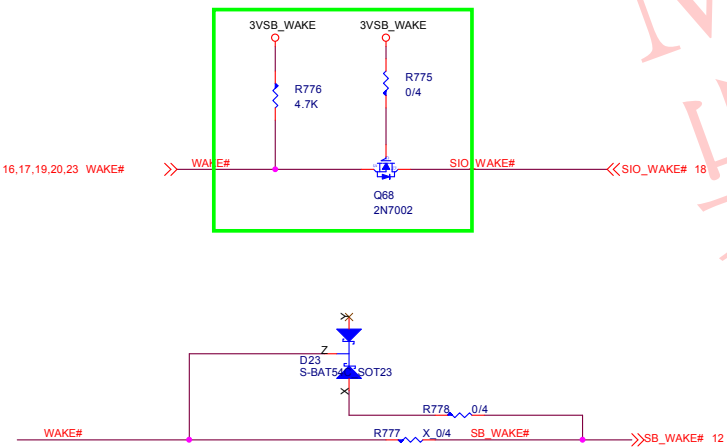 3VSB_WAKE 3VSB_WAKE
R776
4.7K
R775
0/4
16,17,19,20,23 WAKE#
WAKE#
SIO_WAKE#
SIO_WAKE# 18
Q68
2N7002
Z
D23
SOT23
R778 0/4
WAKE#
R777 X_0/4
SB_WAKE#
SB_WAKE# 12